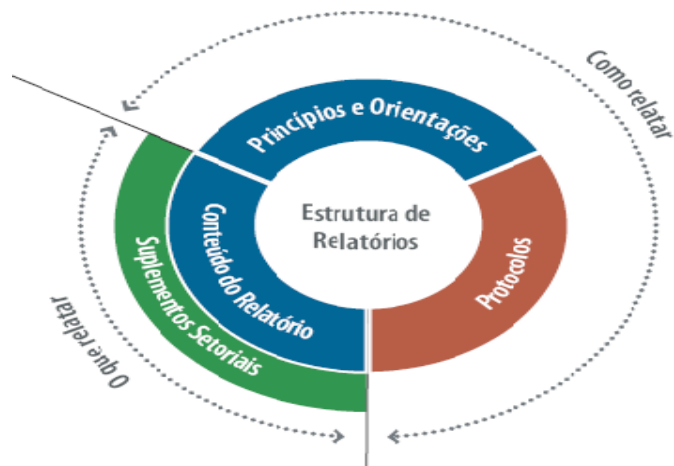 Como relatar
Princípios e Orientações
Estrutura de
Relatórios
Conteúdo do Relatório
Protocolos
Suplementos Setoriais
O que relatar